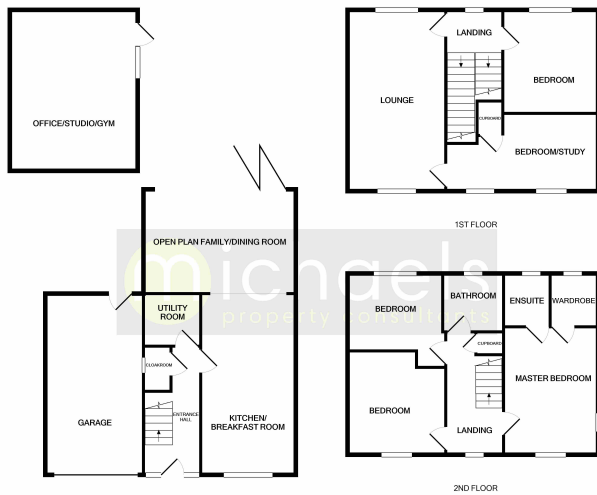 OFFICE/STUDIO/GYM
OPEN PLAN FAMILY/DINING ROOM
UTILITY
ROOM
CLOAKROOM
ENTRANCE
HALL
GARAGE
KITCHEN/
BREAKFAST ROOM
LANDING
LOUNGE
BEDROOM
CUPBOARD
BEDROOM/STUDY
1ST FLOOR
BEDROOM
BATHROOM
ENSUITE
WARDROBE
CUPBOARD
MASTER BEDROOM
BEDROOM
LANDING
2ND FLOOR
michaels
property consultants